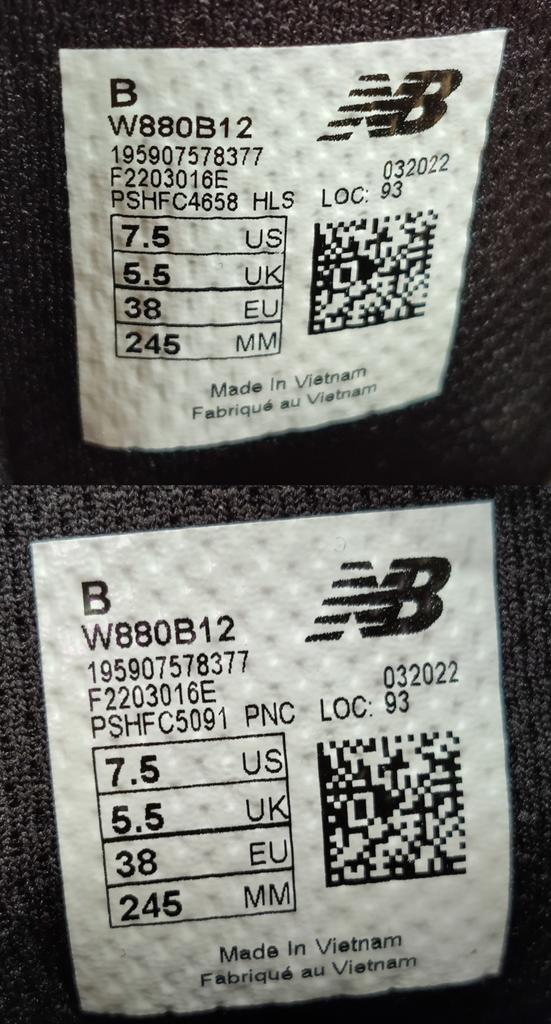 B
NB
W880B12
195907578377
F2203016E
032022
PSHFC4658 HLS LOC: 93
7.5 US
5.5 UK
38 EU
245 MM
Made In Vietnam
Fabriqué au Vietnam
B
NB
W880B12
195907578377
F2203016E
032022
PSHFC5091 PNC LOC: 93
7.5 US
5.5 UK
38 EU
245 MM
Made In Vietnam
Fabriqué au Vietnam